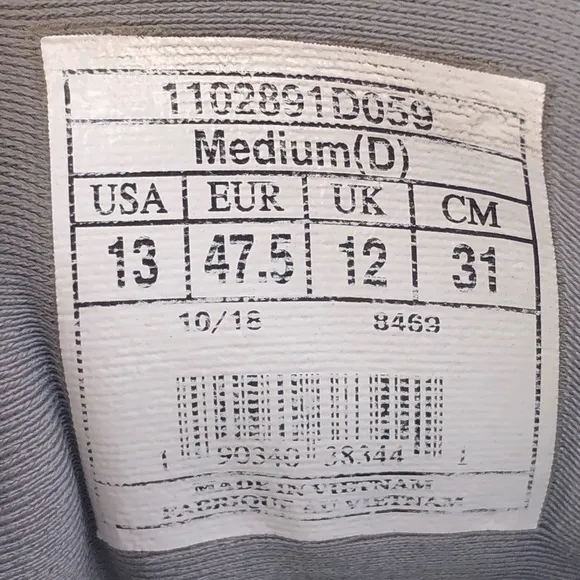 1102891D059
Medium(D)
USA EUR UK CM
13 47.5 12 31
10/18 8469
1 90340 38344 1
MADE IN VIETNAM
FABRIQUE AU VIETNAM